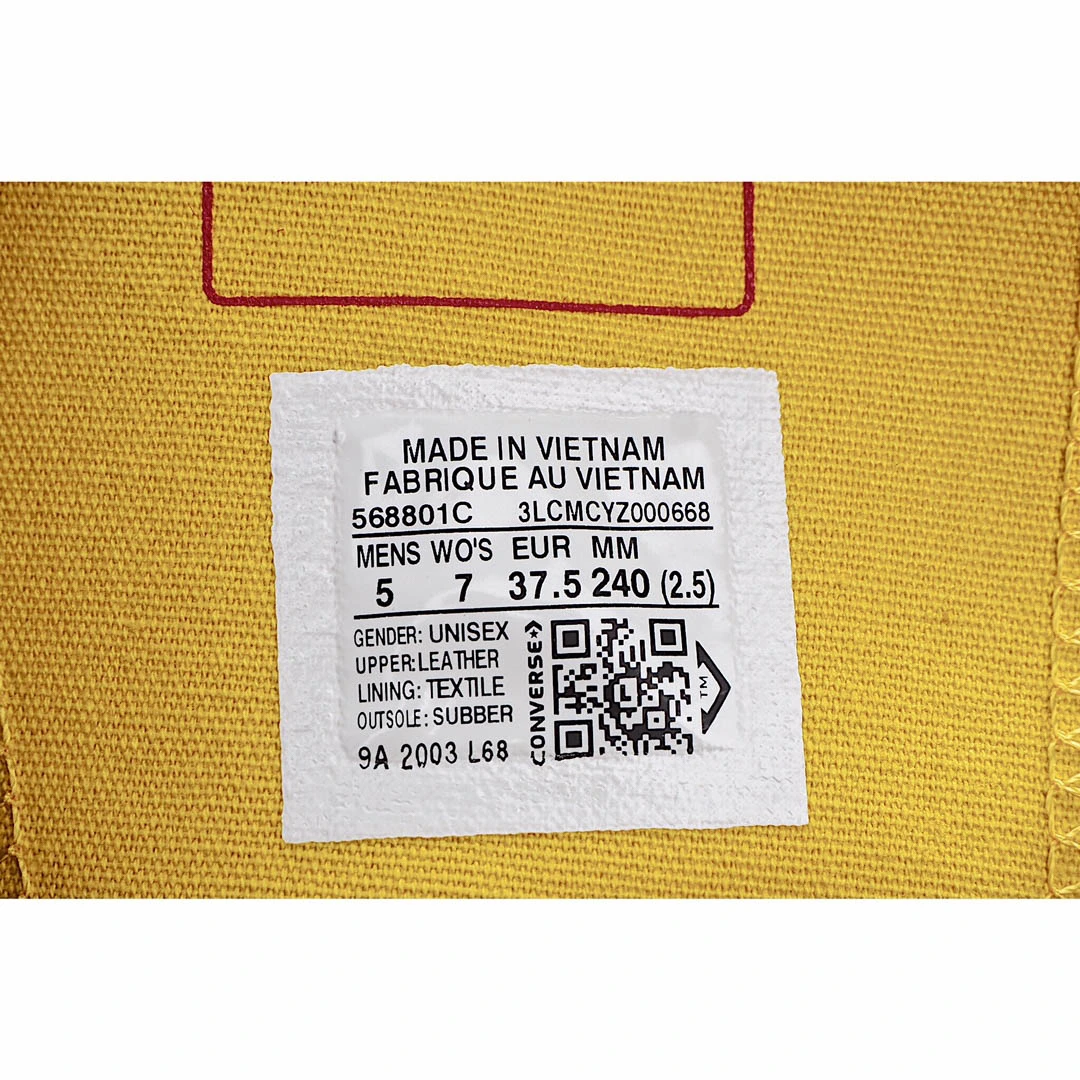 MADE IN VIETNAM
FABRIQUE AU VIETNAM
568801C 3LCMCYZ000668
MENS WO'S EUR MM
5 7 37.5 240 (2.5)
GENDER: UNISEX
UPPER: LEATHER
LINING: TEXTILE
OUTSOLE: SUBBER
9A 2003 L68
CONVERSE
TM